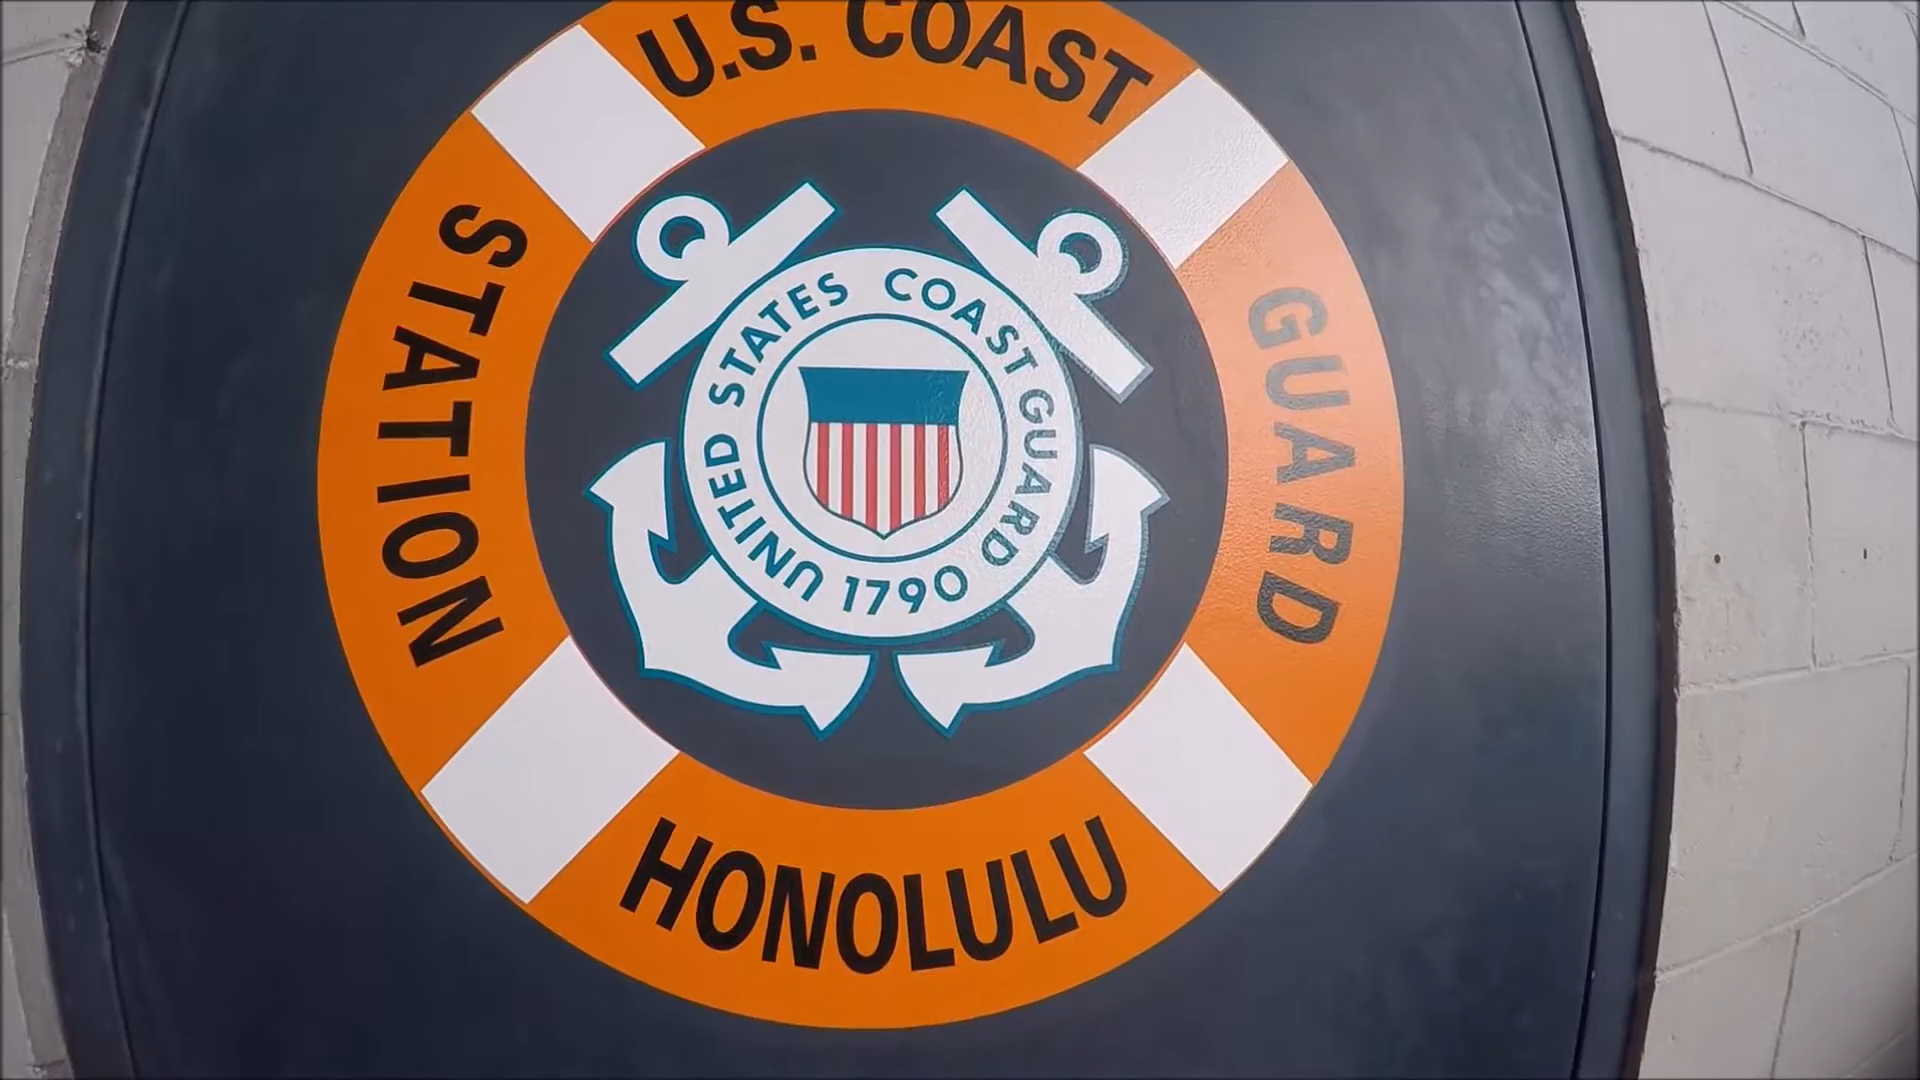 U.S. COAST
GUARD
STATION
HONOLULU
UNITED STATES COAST GUARD
1790